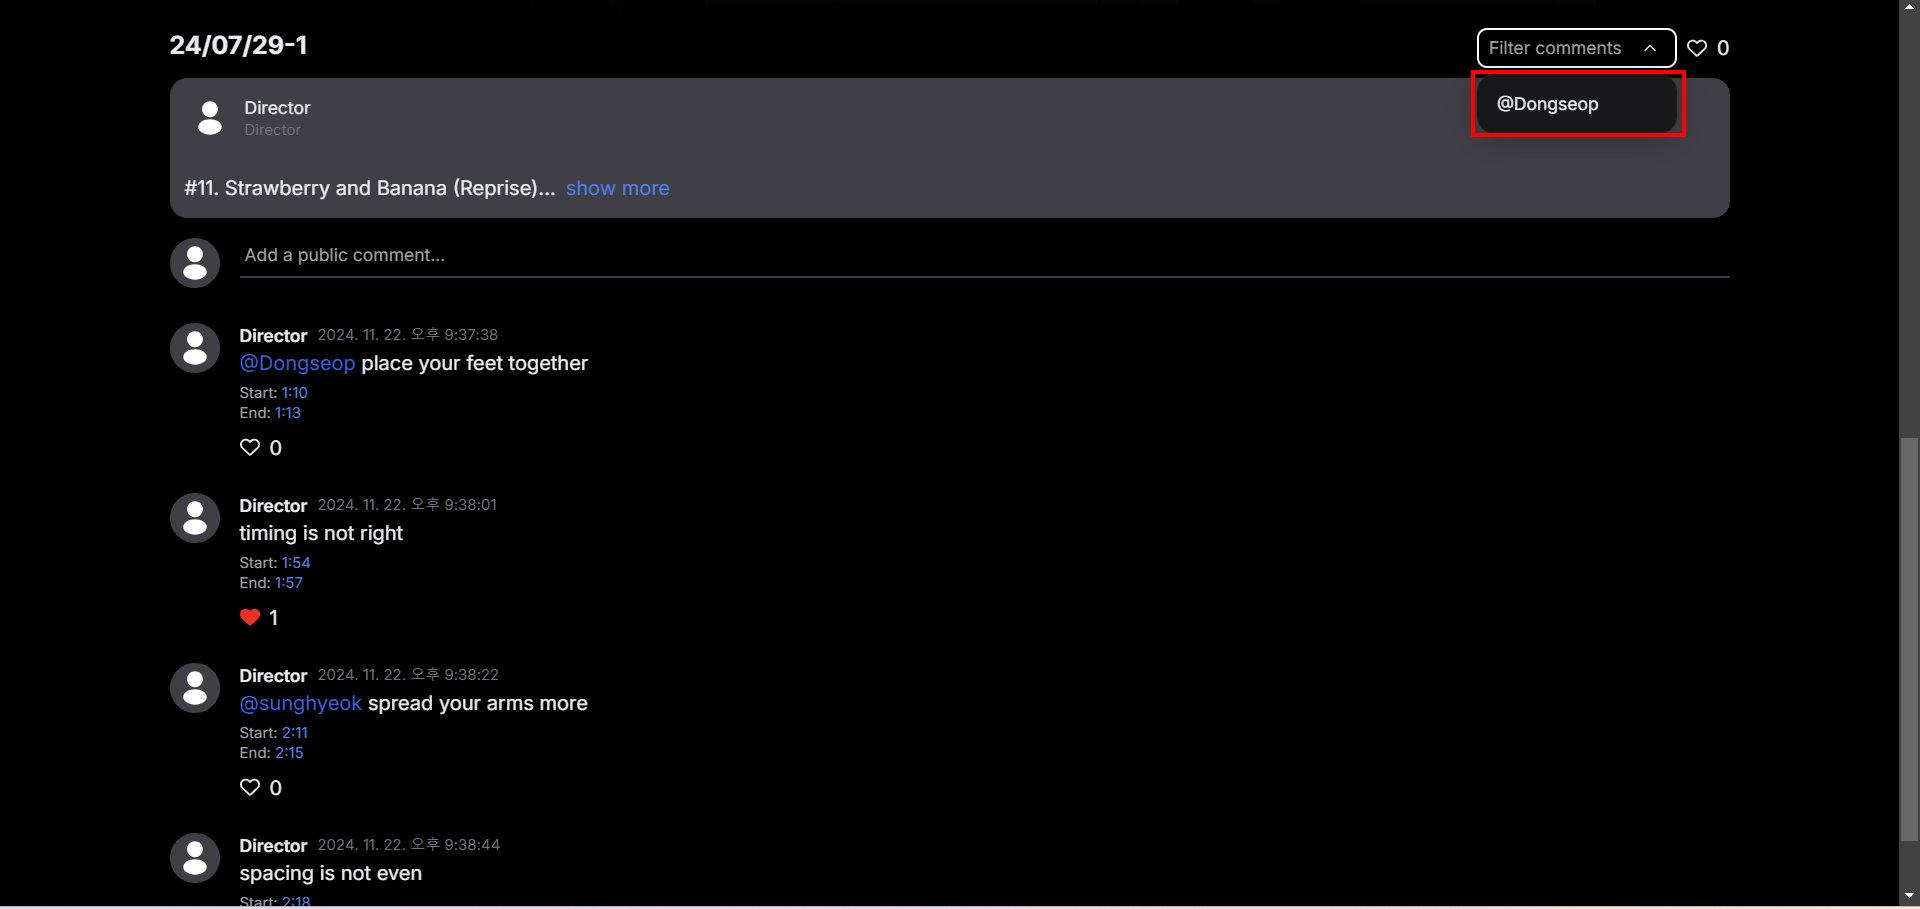 24/07/29-1
Filter comments
0
@Dongseop
Director
Director
#11. Strawberry and Banana (Reprise)... show more
Add a public comment...
Director 2024. 11. 22. 오후 9:37:38
@Dongseop place your feet together
Start: 1:10
End: 1:13
0
Director 2024. 11. 22. 오후 9:38:01
timing is not right
Start: 1:54
End: 1:57
1
Director 2024. 11. 22. 오후 9:38:22
@sunghyeok spread your arms more
Start: 2:11
End: 2:15
0
Director 2024. 11. 22. 오후 9:38:44
spacing is not even
Start: 2:18